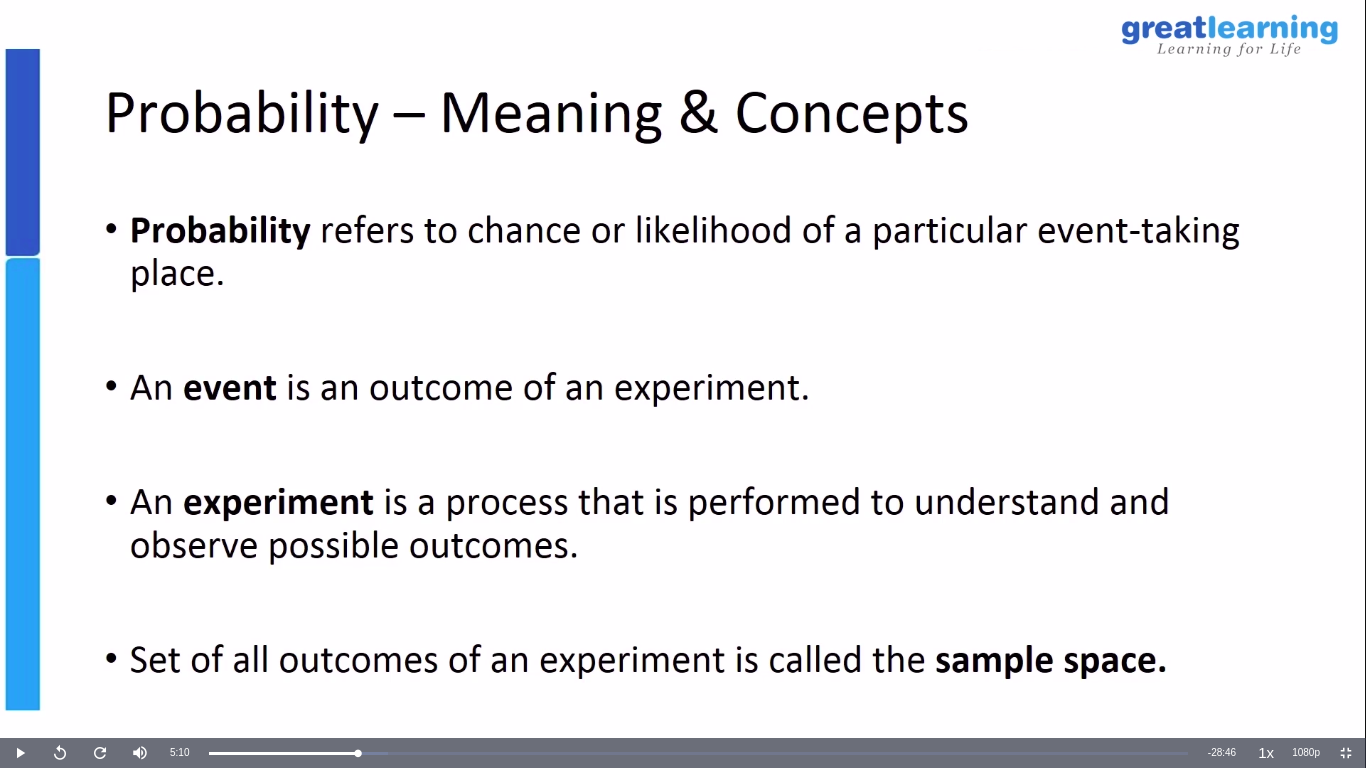 greatlearning
Learning for Life
Probability – Meaning & Concepts
• Probability refers to chance or likelihood of a particular event-taking
place.
• An event is an outcome of an experiment.
• An experiment is a process that is performed to understand and
observe possible outcomes.
• Set of all outcomes of an experiment is called the sample space.
5:10 -28:46 1x 1080p